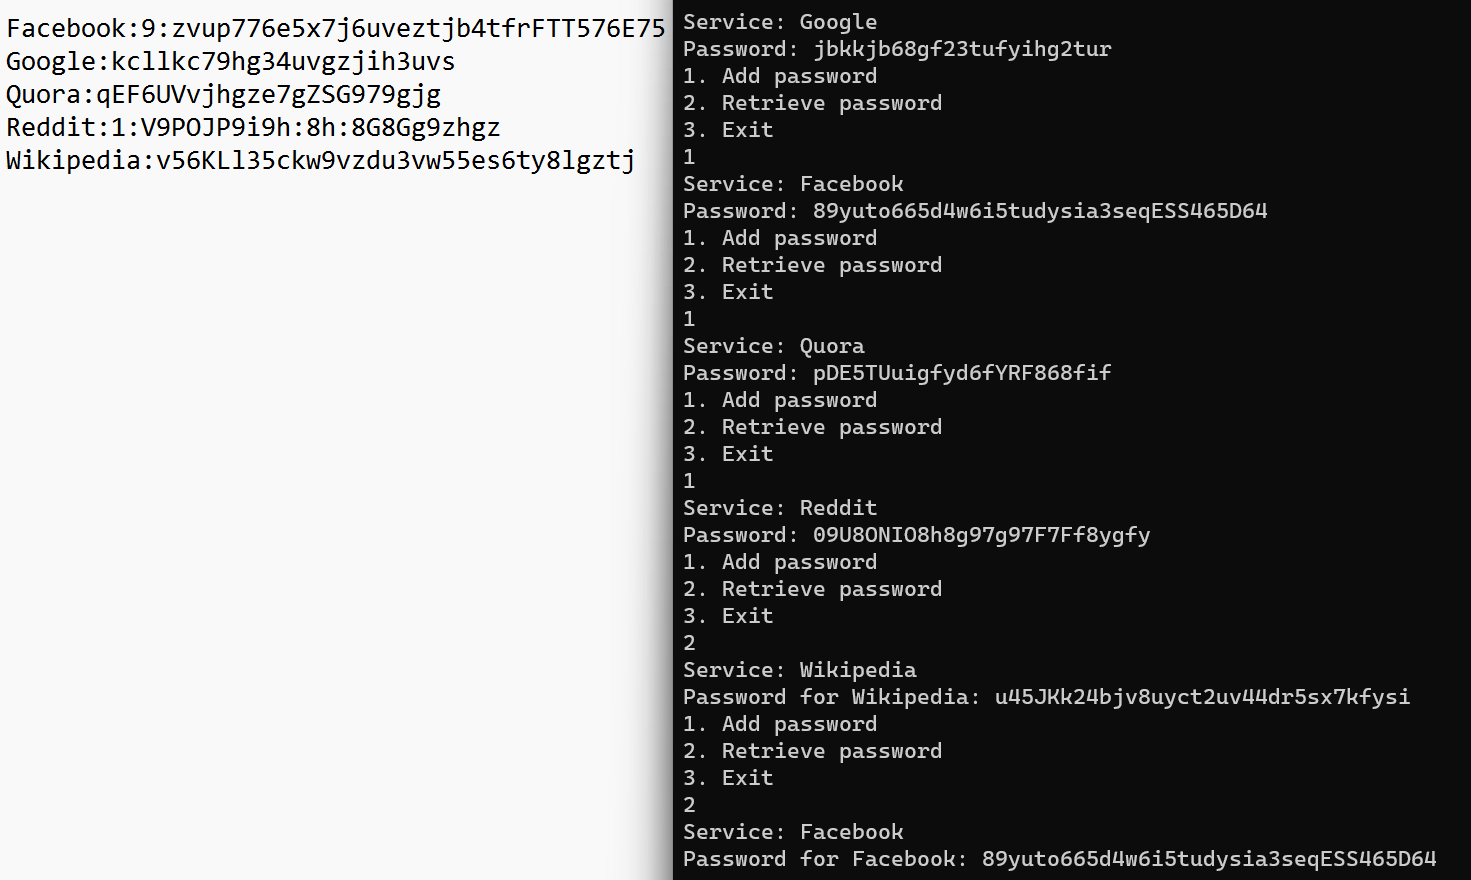 Facebook:9:zvup776e5x7j6uveztjb4tfrFTT576E75
Google:kcllkc79hg34uvgzjih3uvs
Quora:qEF6UVvjhgze7gZSG979gjg
Reddit:1:V9POJP9i9h:8h:8G8Gg9zhgz
Wikipedia:v56KLl35ckw9vzdu3vw55es6ty8lgztj
Service: Google
Password: jbkkjb68gf23tufyihg2tur
1. Add password
2. Retrieve password
3. Exit
1
Service: Facebook
Password: 89yuto665d4w6i5tudysia3seqESS465D64
1. Add password
2. Retrieve password
3. Exit
1
Service: Quora
Password: pDE5TUuigfyd6fYRF868fif
1. Add password
2. Retrieve password
3. Exit
1
Service: Reddit
Password: 09U8ONIO8h8g97g97F7Ff8ygfy
1. Add password
2. Retrieve password
3. Exit
2
Service: Wikipedia
Password for Wikipedia: u45JKk24bjv8uyct2uv44dr5sx7kfysi
1. Add password
2. Retrieve password
3. Exit
2
Service: Facebook
Password for Facebook: 89yuto665d4w6i5tudysia3seqESS465D64